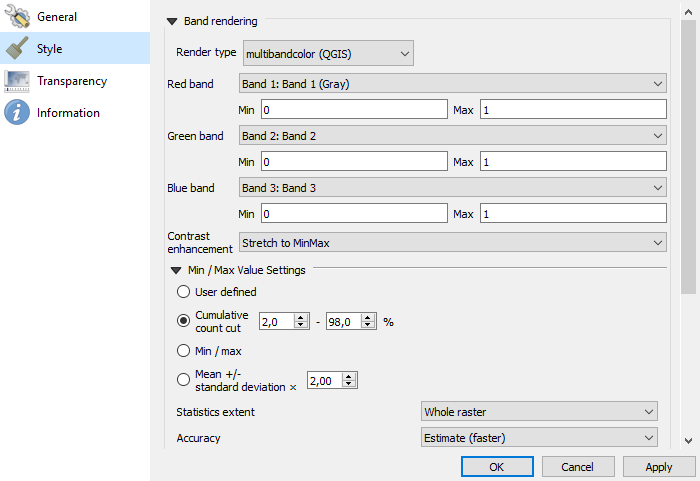 General
Style
Transparency
Information
Band rendering
Render type multibandcolor (QGIS)
Red band Band 1: Band 1 (Gray)
Min 0 Max 1
Green band Band 2: Band 2
Min 0 Max 1
Blue band Band 3: Band 3
Min 0 Max 1
Contrast
enhancement Stretch to MinMax
Min / Max Value Settings
User defined
Cumulative
count cut 2,0 - 98,0 %
Min / max
Mean +/-
standard deviation × 2,00
Statistics extent Whole raster
Accuracy Estimate (faster)
OK Cancel Apply